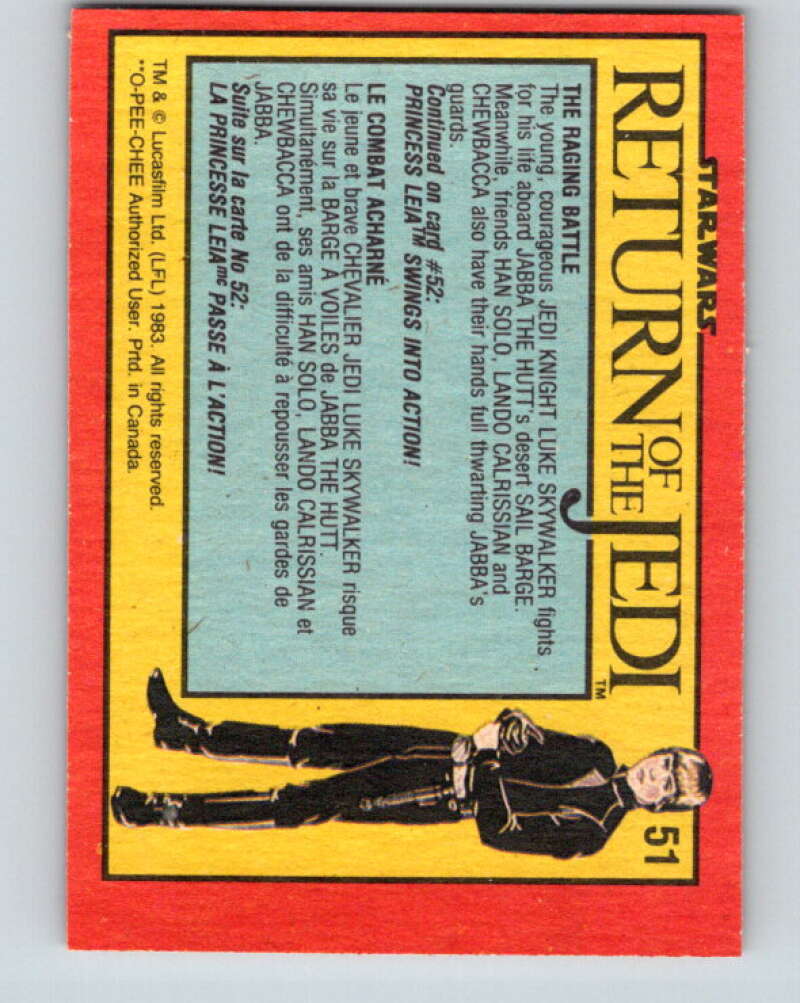 STAR WARS
RETURN OF THE JEDI™
51
THE RAGING BATTLE
The young, courageous JEDI KNIGHT LUKE SKYWALKER fights
for his life aboard JABBA THE HUTT's desert SAIL BARGE.
Meanwhile, friends HAN SOLO, LANDO CALRISSIAN and
CHEWBACCA also have their hands full thwarting JABBA's
guards.
Continued on card #52:
PRINCESS LEIA™ SWINGS INTO ACTION!
LE COMBAT ACHARNÉ
Le jeune et brave CHEVALIER JEDI LUKE SKYWALKER risque
sa vie sur la BARGE À VOILES de JABBA THE HUTT.
Simultanément, ses amis HAN SOLO, LANDO CALRISSIAN et
CHEWBACCA ont de la difficulté à repousser les gardes de
JABBA.
Suite sur la carte No 52:
LA PRINCESSE LEIAmc PASSE À L'ACTION!
TM & © Lucasfilm Ltd. (LFL) 1983. All rights reserved.
**O-PEE-CHEE Authorized User. Prtd. in Canada.